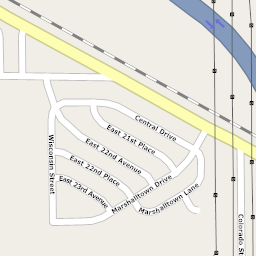 Central Drive
East 21st Place
East 22nd Avenue
Wisconsin Street
East 22nd Place
East 23rd Avenue
Marshalltown Drive
Marshalltown Lane
Colorado St